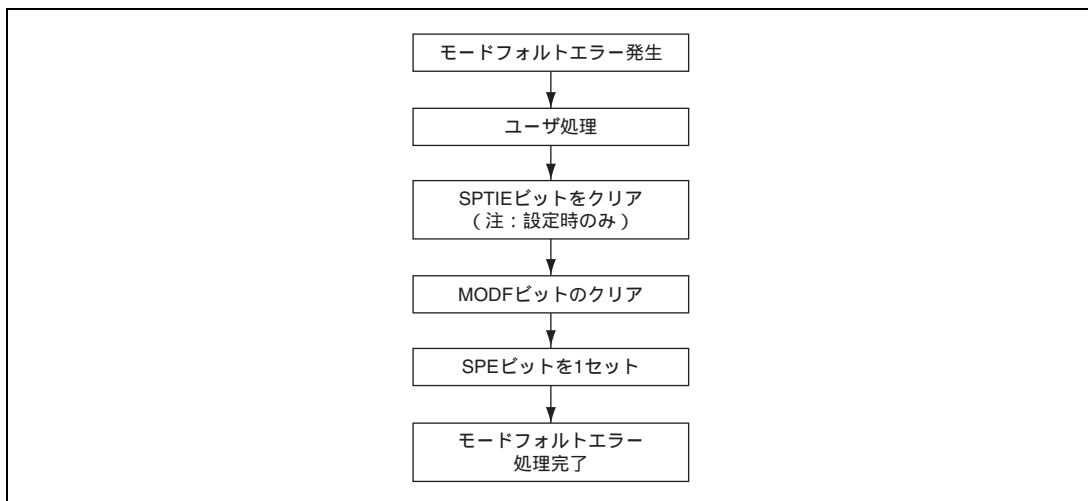 モードフォルトエラー発生
ユーザ処理
SPTIEビットをクリア
(注:設定時のみ)
MODFビットのクリア
SPEビットを1セット
モードフォルトエラー
処理完了